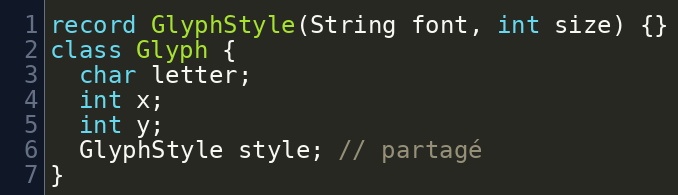 1 record GlyphStyle(String font, int size) {}
2 class Glyph {
3   char letter;
4   int x;
5   int y;
6   GlyphStyle style; // partagé
7 }